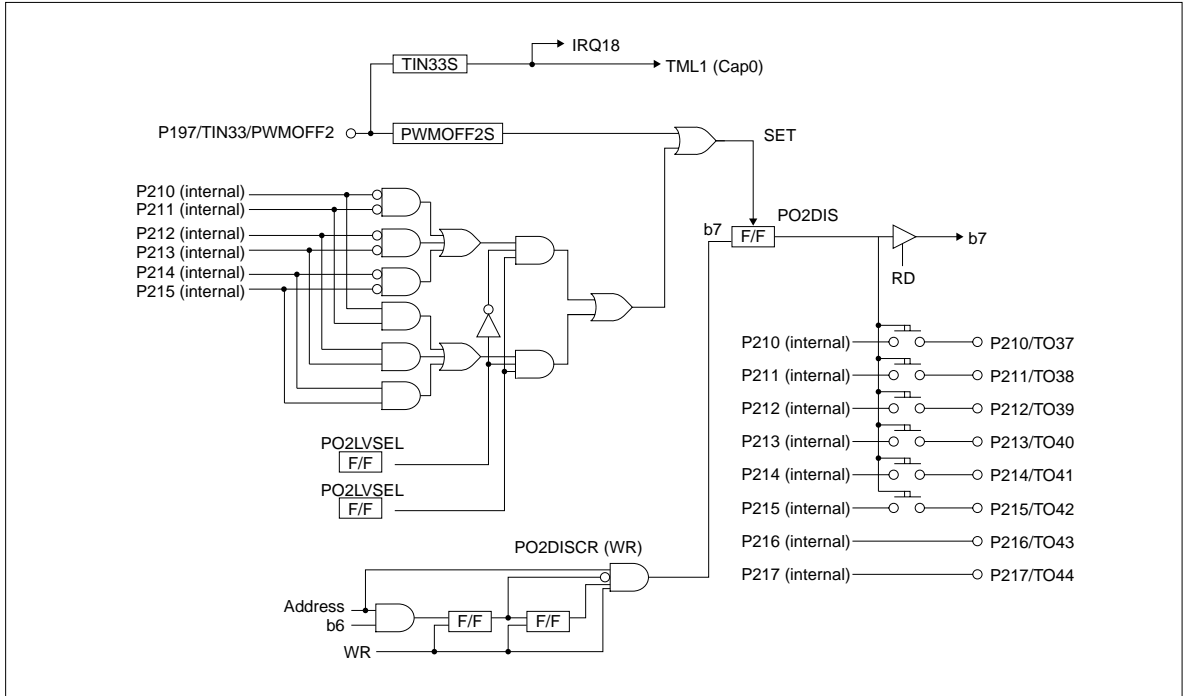 IRQ18
TIN33S
TML1 (Cap0)
P197/TIN33/PWMOFF2
PWMOFF2S
SET
P210 (internal)
P211 (internal)
P212 (internal)
P213 (internal)
P214 (internal)
P215 (internal)
PO2DIS
b7
F/F
b7
RD
P210 (internal) P210/TO37
P211 (internal) P211/TO38
P212 (internal) P212/TO39
P213 (internal) P213/TO40
P214 (internal) P214/TO41
P215 (internal) P215/TO42
P216 (internal) P216/TO43
P217 (internal) P217/TO44
PO2LVSEL
F/F
PO2LVSEL
F/F
PO2DISCR (WR)
Address
b6
F/F
F/F
WR